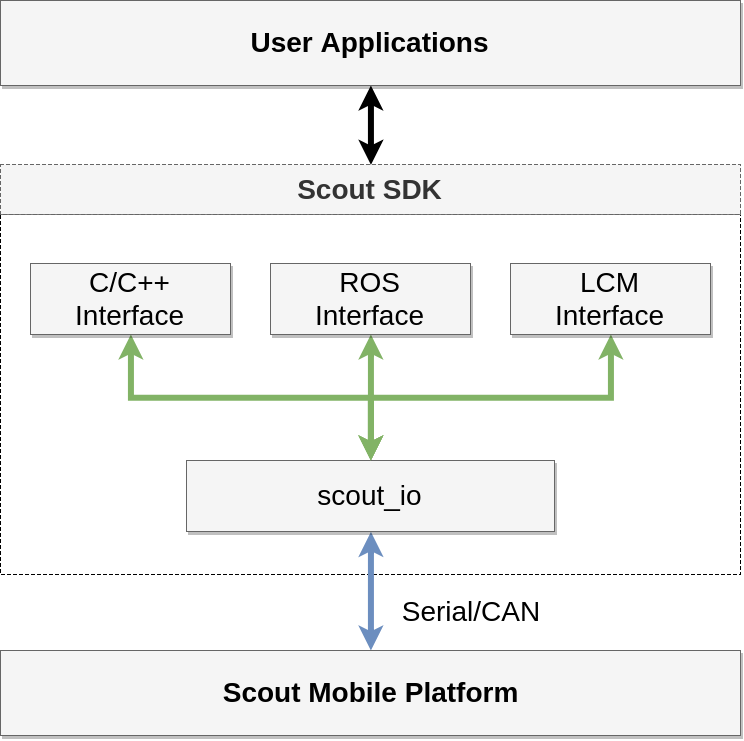 User Applications
Scout SDK
C/C++
Interface
ROS
Interface
LCM
Interface
scout_io
Serial/CAN
Scout Mobile Platform